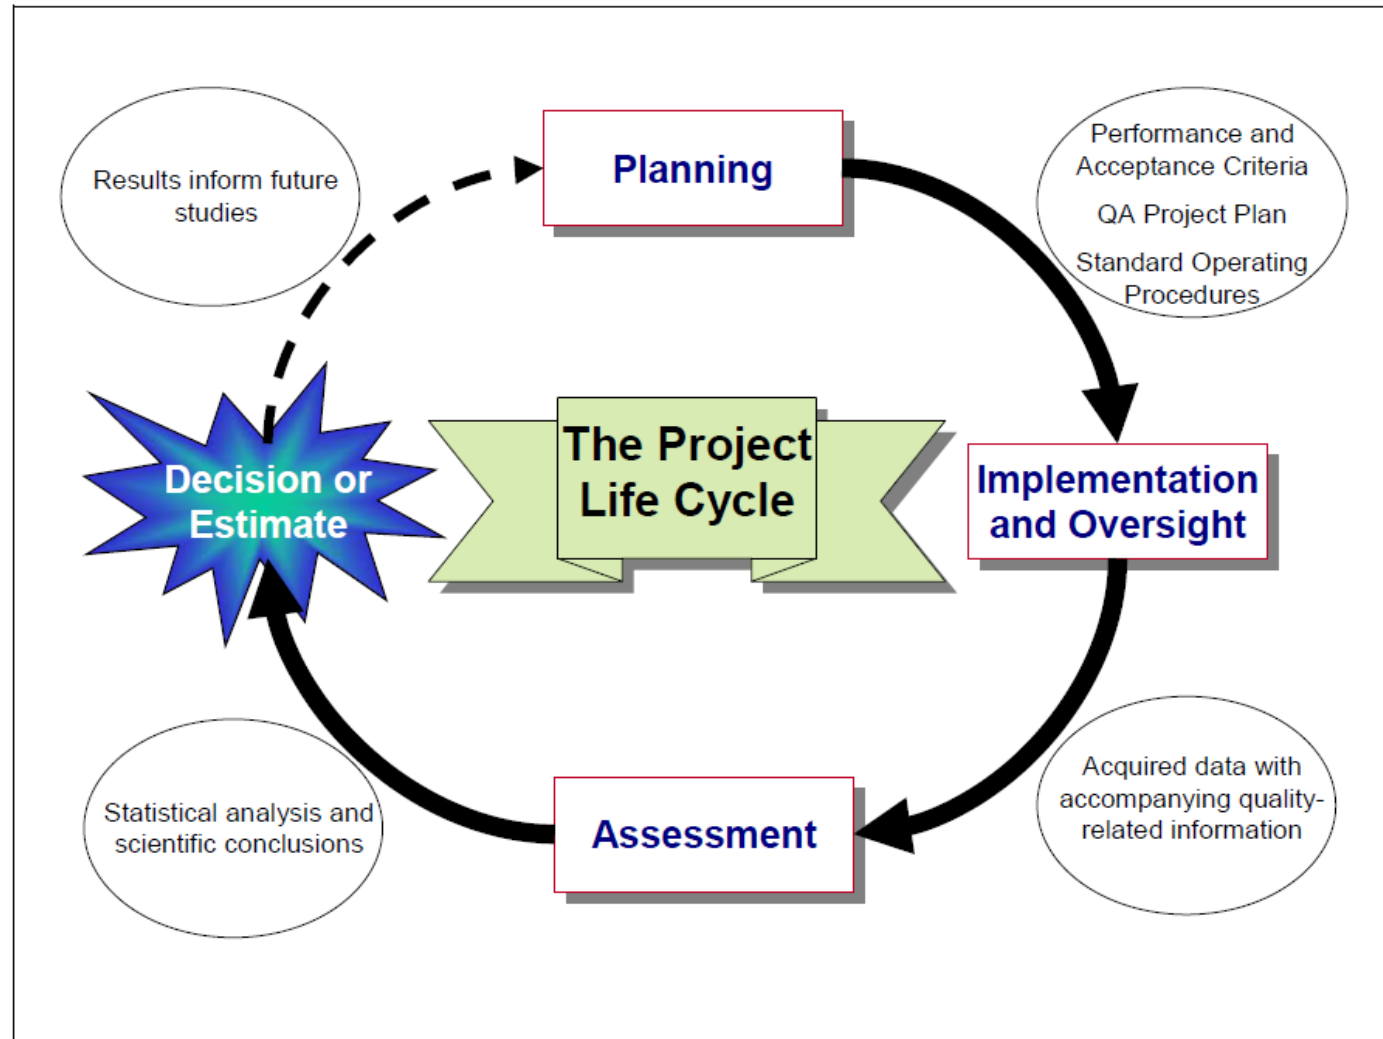 Planning
Performance and
Acceptance Criteria
QA Project Plan
Standard Operating
Procedures
Results inform future
studies
The Project
Life Cycle
Decision or
Estimate
Implementation
and Oversight
Acquired data with
accompanying quality-
related information
Assessment
Statistical analysis and
scientific conclusions